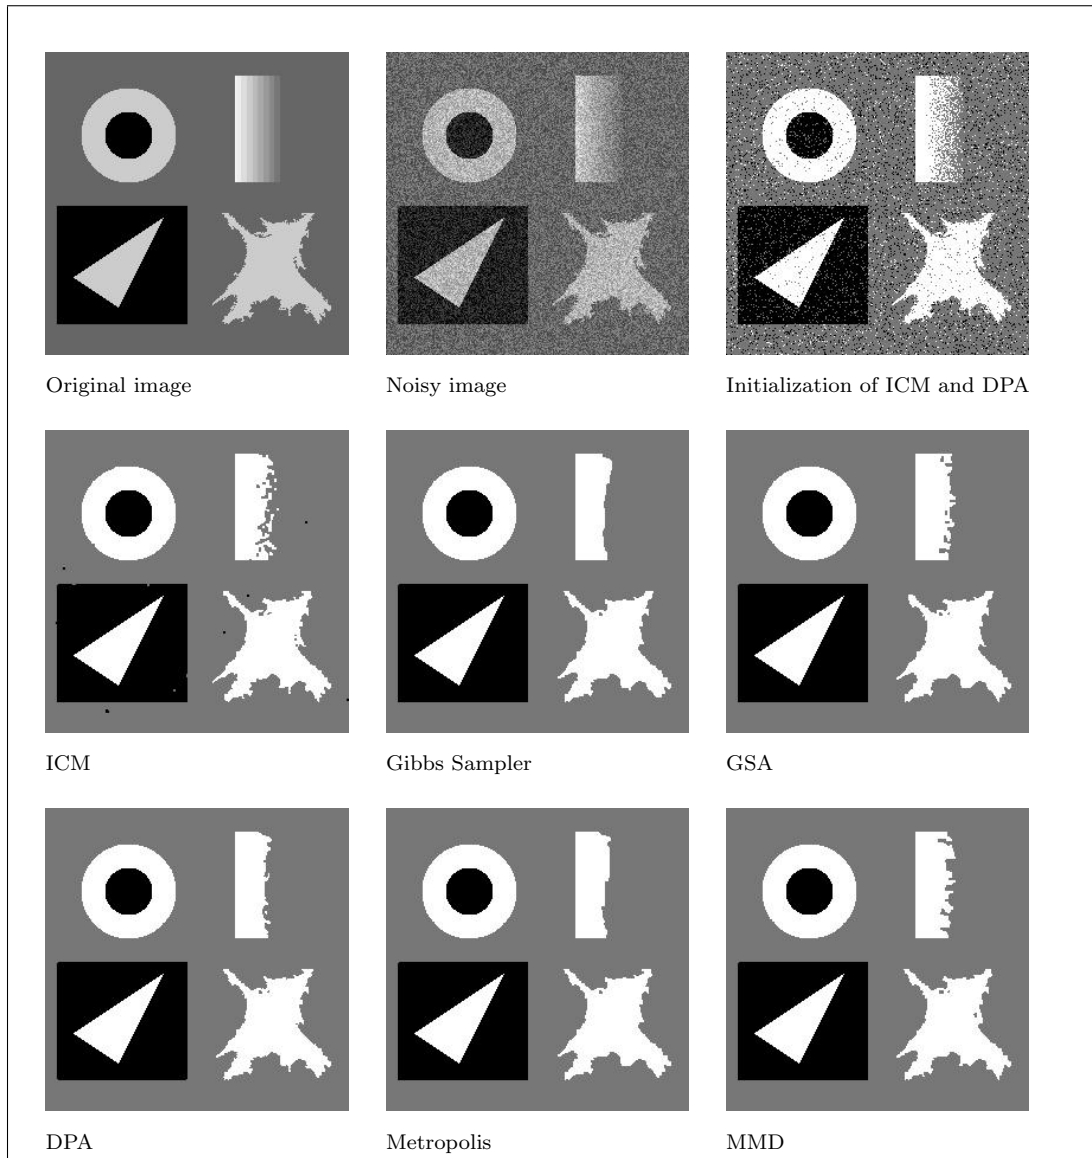 Original image
Noisy image
Initialization of ICM and DPA
ICM
Gibbs Sampler
GSA
DPA
Metropolis
MMD